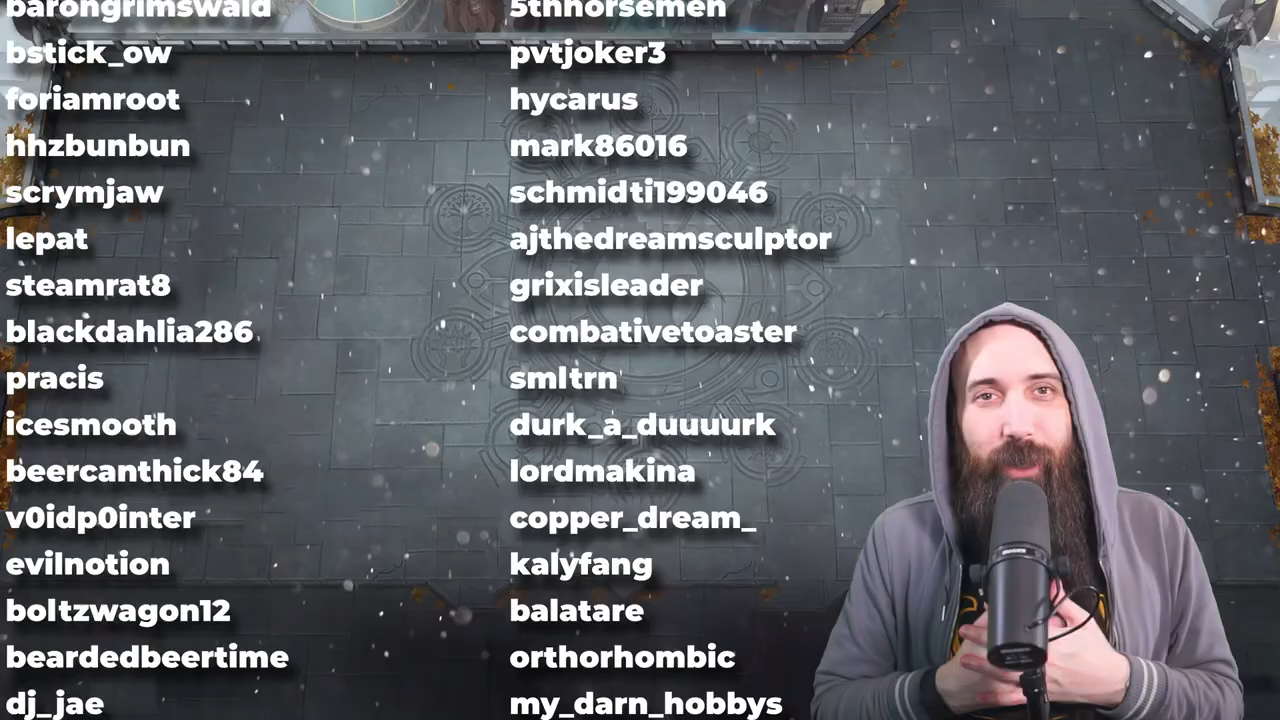 barongrimswald
bstick_ow
foriamroot
hhzbunbun
scrymjaw
lepat
steamrat8
blackdahlia286
pracis
icesmooth
beercanthick84
v0idp0inter
evilnotion
boltzwagon12
beardedbeertime
dj_jae
5thhorsemen
pvtjoker3
hycarus
mark86016
schmidti199046
ajthedreamsculptor
grixisleader
combativetoaster
smltrn
durk_a_duuuurk
lordmakina
copper_dream_
kalyfang
balatare
orthorhombic
my_darn_hobbys